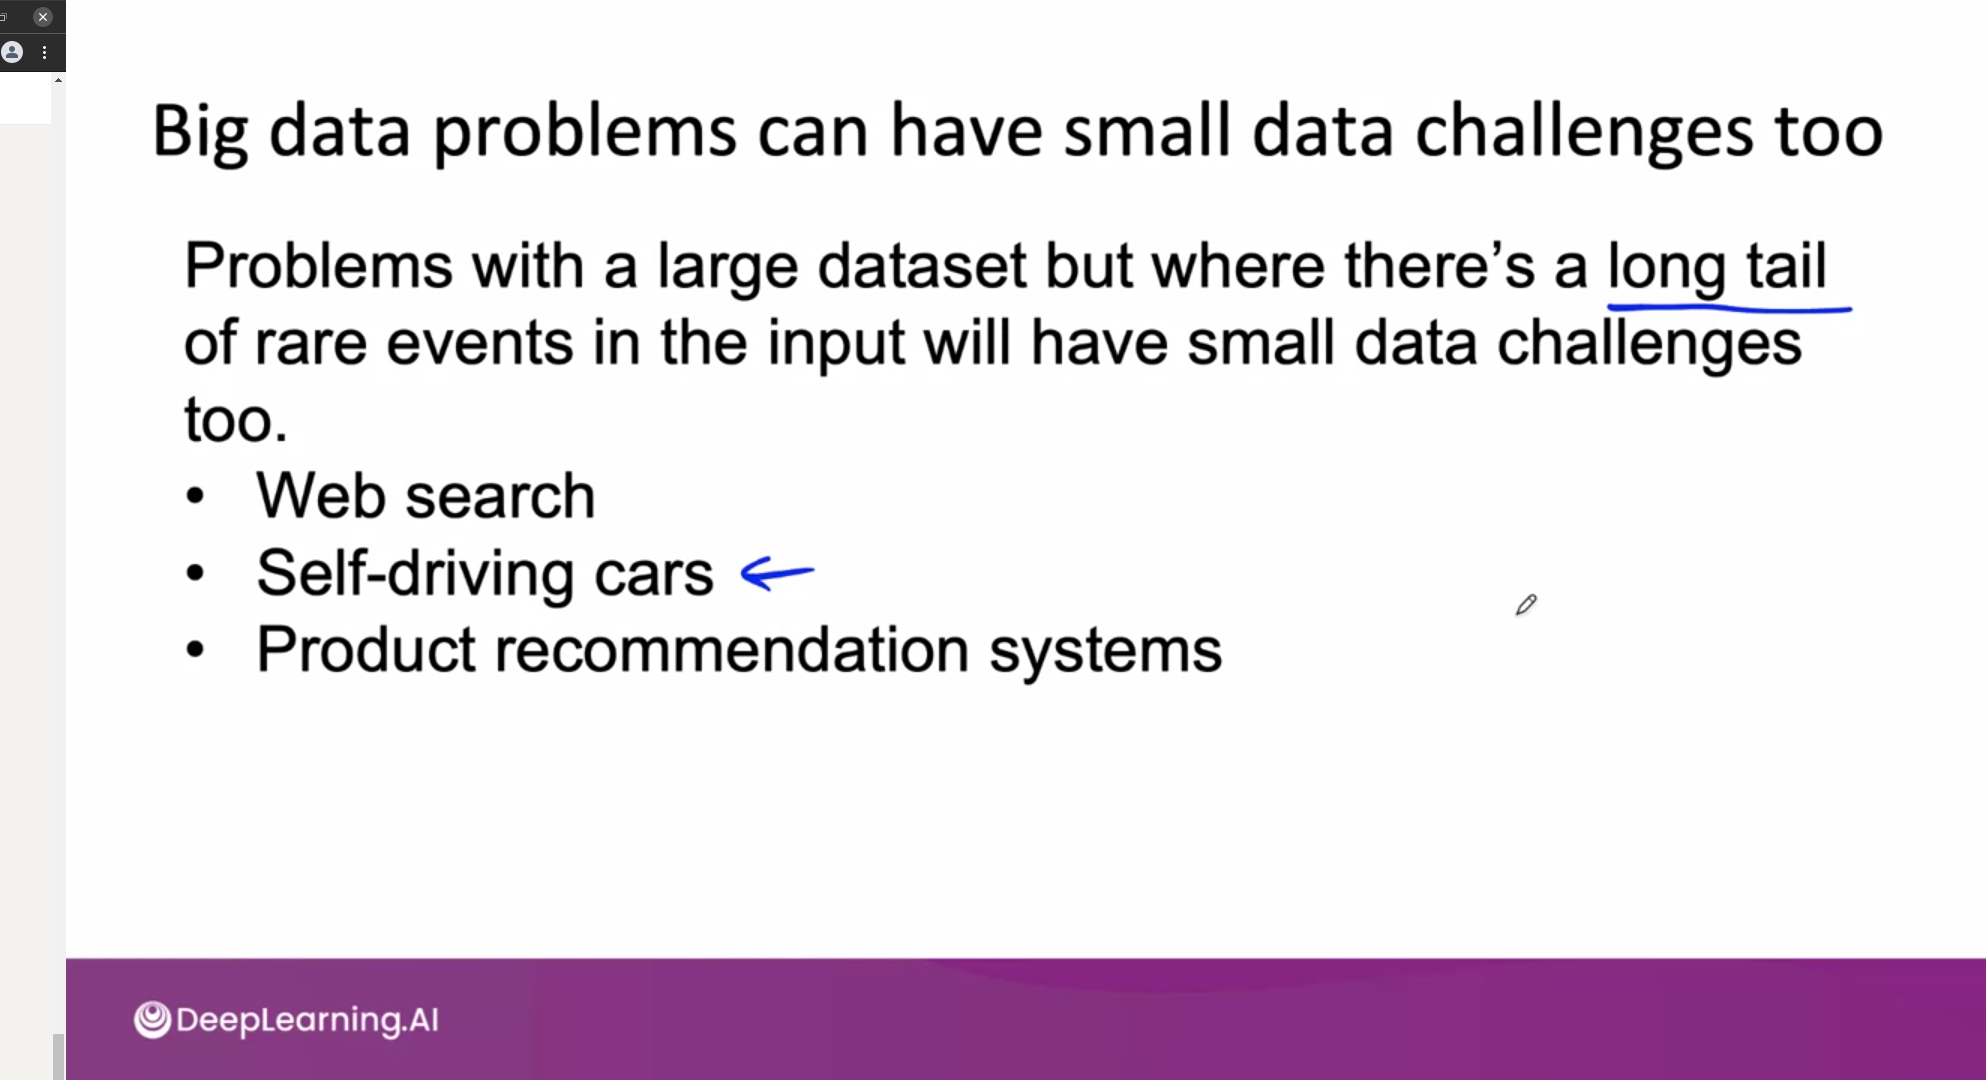 Big data problems can have small data challenges too
Problems with a large dataset but where there's a long tail
of rare events in the input will have small data challenges
too.
• Web search
• Self-driving cars
• Product recommendation systems
DeepLearning.AI